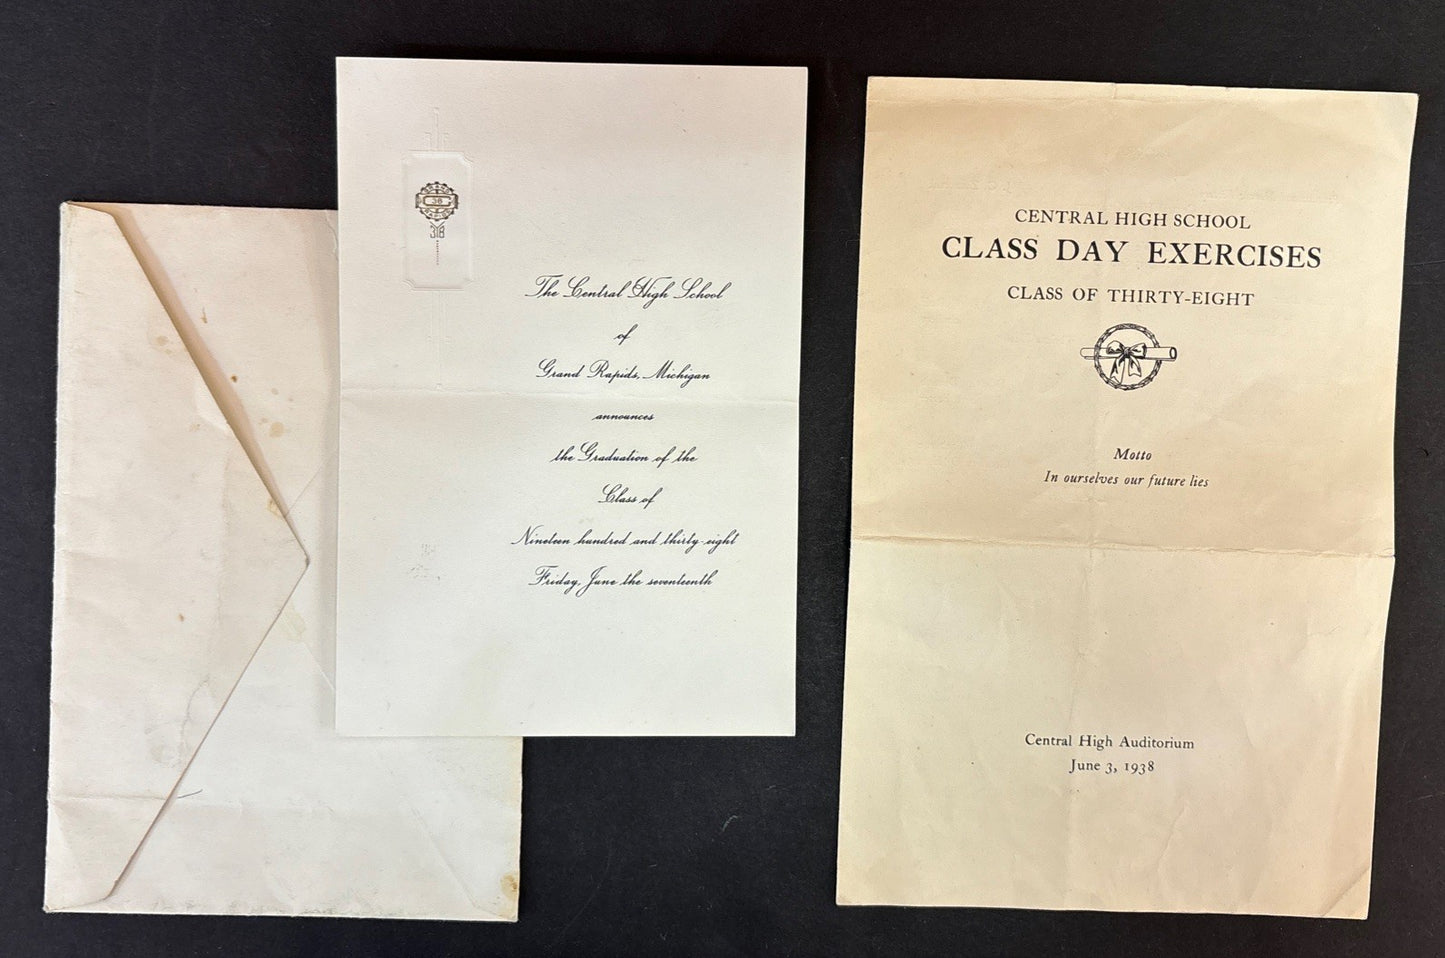 38
38
The Central High School
of
Grand Rapids, Michigan
announces
the Graduation of the
Class of
Nineteen hundred and thirty-eight
Friday, June the seventeenth
CENTRAL HIGH SCHOOL
CLASS DAY EXERCISES
CLASS OF THIRTY-EIGHT
Motto
In ourselves our future lies
Central High Auditorium
June 3, 1938